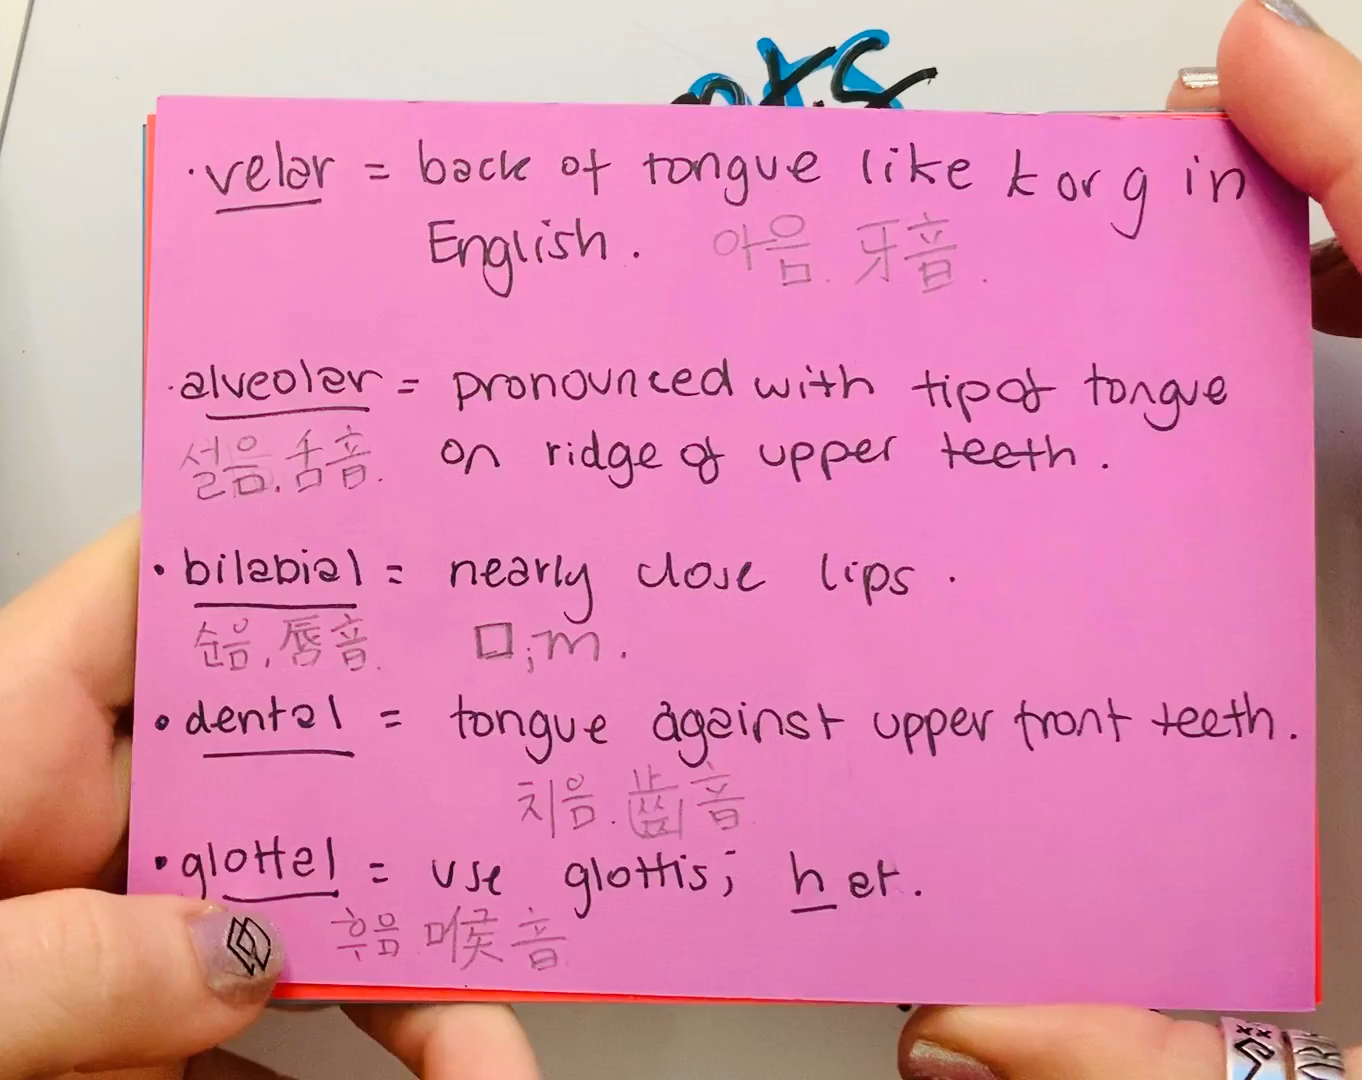 ·velar = back of tongue like k or g in
English. 아음. 牙音.
·alveolar = pronounced with tip of tongue
설음. 舌音. on ridge of upper teeth.
• bilabial = nearly close lips.
순음, 唇音. ㅁ;m.
• dental = tongue against upper front teeth.
치음. 齒音
• glottal = use glottis; hat.
후음 喉音